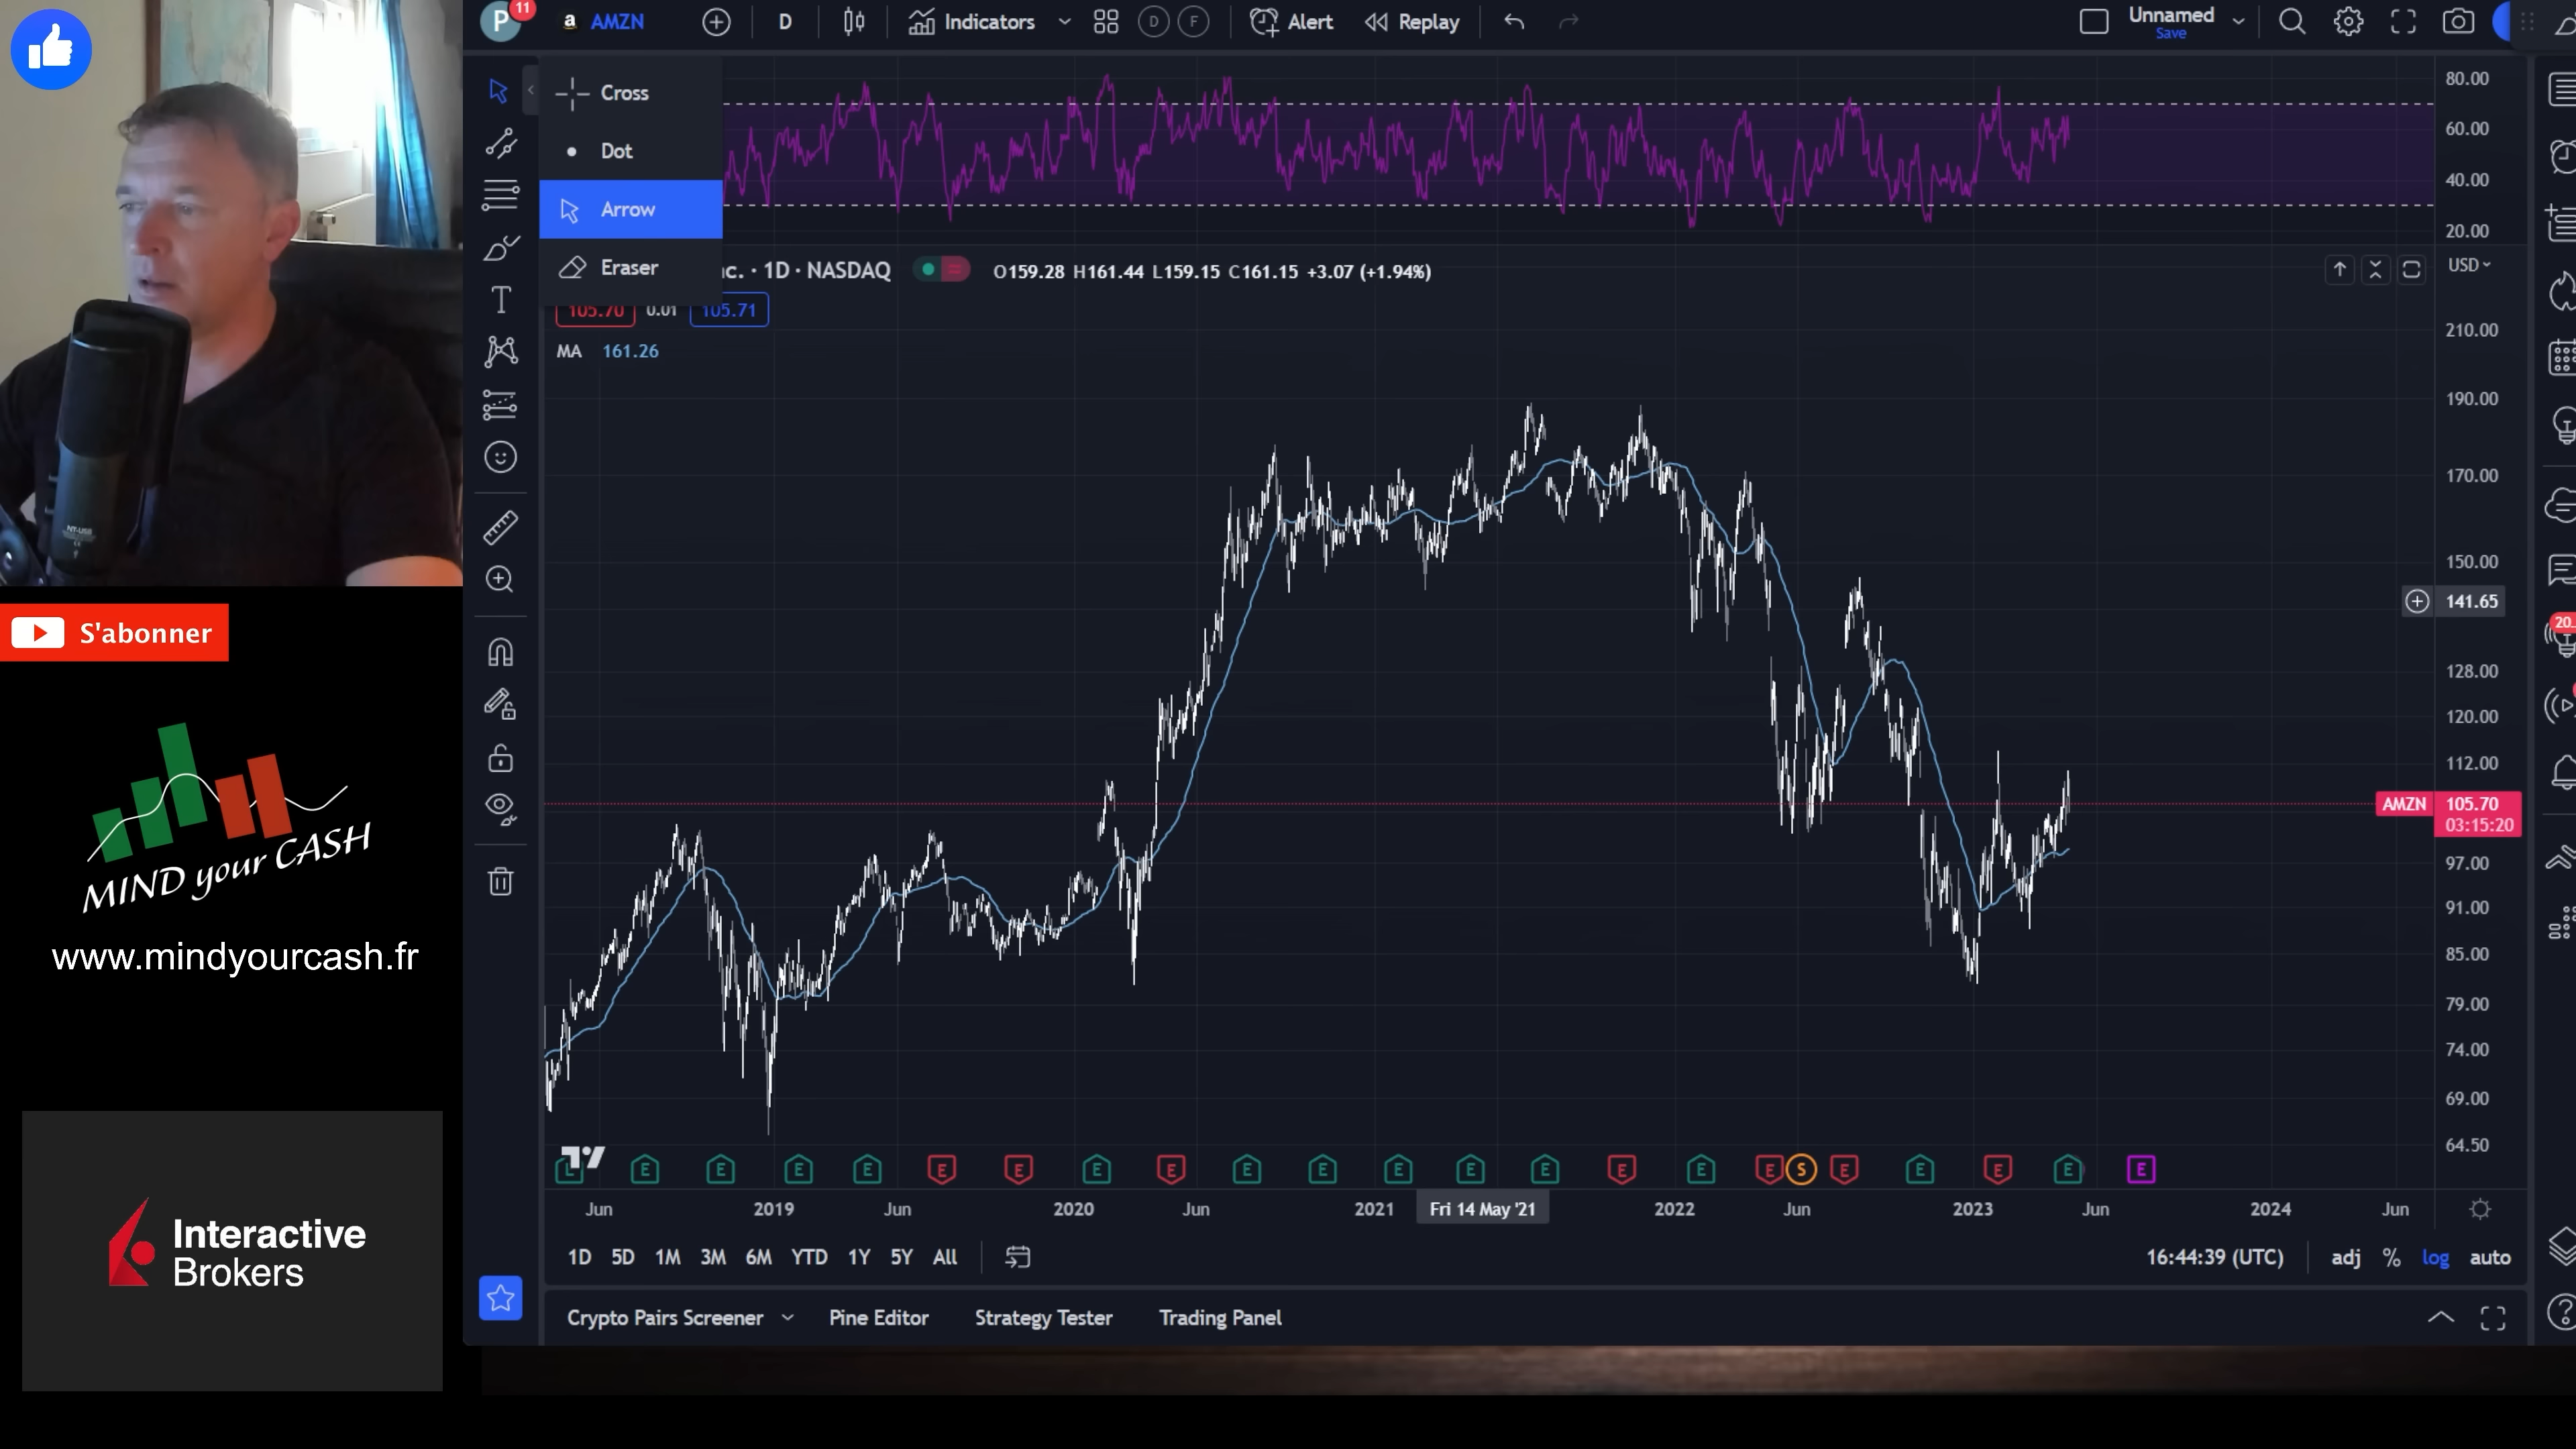 P
11
a AMZN
D
Indicators
D
F
Alert
Replay
Unnamed
Save
Cross
Dot
Arrow
Eraser
80.00
60.00
40.00
20.00
c. · 1D · NASDAQ
O159.28 H161.44 L159.15 C161.15 +3.07 (+1.94%)
USD
105.70
0.01
105.71
MA 161.26
T
NT-USB
210.00
190.00
170.00
150.00
141.65
128.00
120.00
112.00
AMZN 105.70
03:15:20
97.00
91.00
85.00
79.00
74.00
69.00
64.50
20
S'abonner
MIND your CASH
www.mindyourcash.fr
Interactive
Brokers
L E E E E E E E E E E E E E E E E S E E E E E
Jun 2019 Jun 2020 Jun 2021 Fri 14 May '21 2022 Jun 2023 Jun 2024 Jun
1D 5D 1M 3M 6M YTD 1Y 5Y All
16:44:39 (UTC)
adj % log auto
Crypto Pairs Screener
Pine Editor
Strategy Tester
Trading Panel